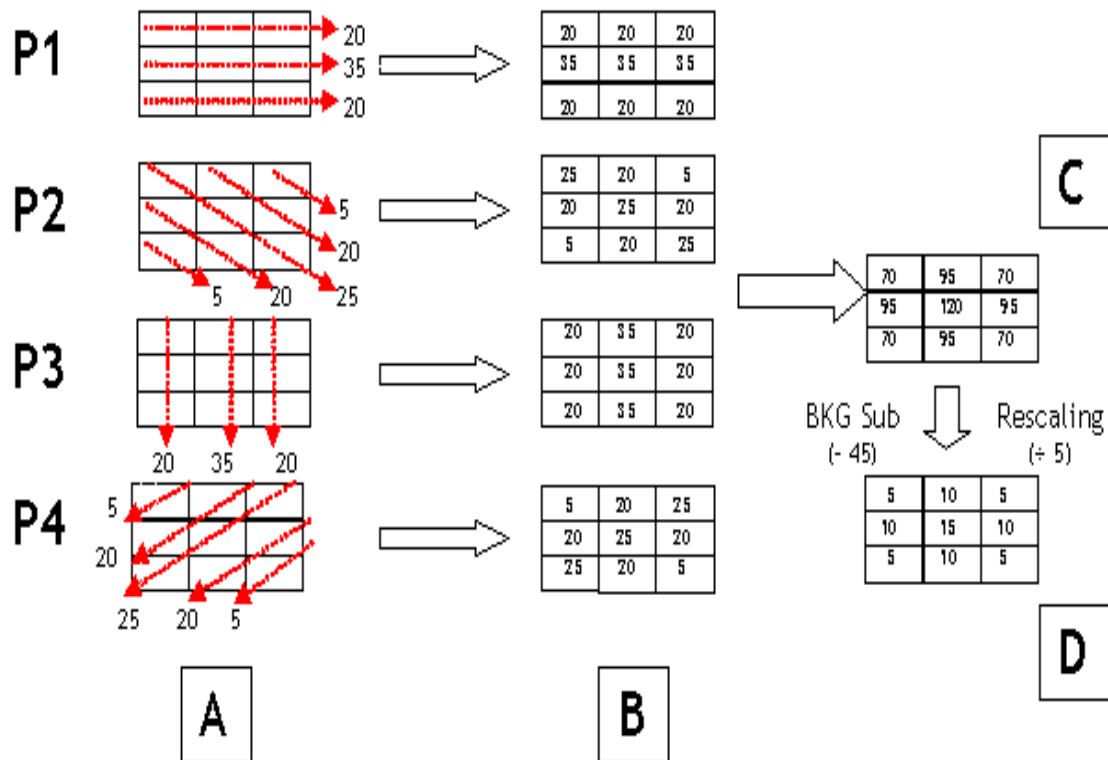 P1
20
35
20
20 20 20
35 35 35
20 20 20
P2
5
20
25
5 20
25 20 5
20 25 20
5 20 25
P3
20 35 20
20 35 20
20 35 20
20 35 20
P4
5
20
25 20 5
5 20 25
20 25 20
25 20 5
C
70 95 70
95 120 95
70 95 70
BKG Sub
(- 45)
Rescaling
(÷ 5)
5 10 5
10 15 10
5 10 5
D
A
B